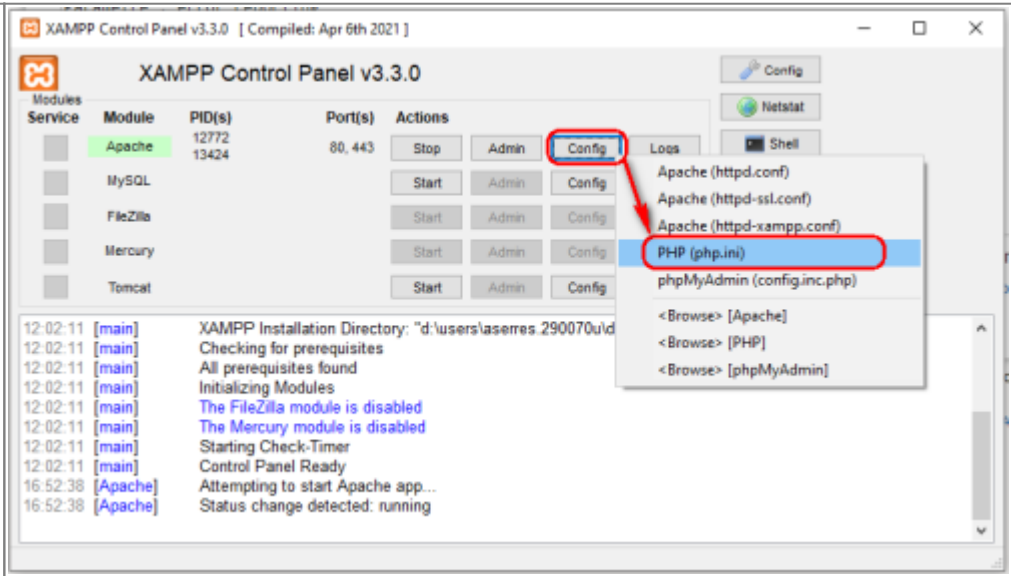 XAMPP Control Panel v3.3.0 [ Compiled: Apr 6th 2021 ]
XAMPP Control Panel v3.3.0
Config
Netstat
Shell
Modules
Service Module PID(s) Port(s) Actions
Apache 12772 13424 80, 443 Stop Admin Config Logs
MySQL Start Admin Config
FileZilla Start Admin Config
Mercury Start Admin Config
Tomcat Start Admin Config
Apache (httpd.conf)
Apache (httpd-ssl.conf)
Apache (httpd-xampp.conf)
PHP (php.ini)
phpMyAdmin (config.inc.php)
<Browse> [Apache]
<Browse> [PHP]
<Browse> [phpMyAdmin]
12:02:11 [main] XAMPP Installation Directory: "d:\users\aserres.290070u\d
12:02:11 [main] Checking for prerequisites
12:02:11 [main] All prerequisites found
12:02:11 [main] Initializing Modules
12:02:11 [main] The FileZilla module is disabled
12:02:11 [main] The Mercury module is disabled
12:02:11 [main] Starting Check-Timer
12:02:11 [main] Control Panel Ready
16:52:38 [Apache] Attempting to start Apache app...
16:52:38 [Apache] Status change detected: running